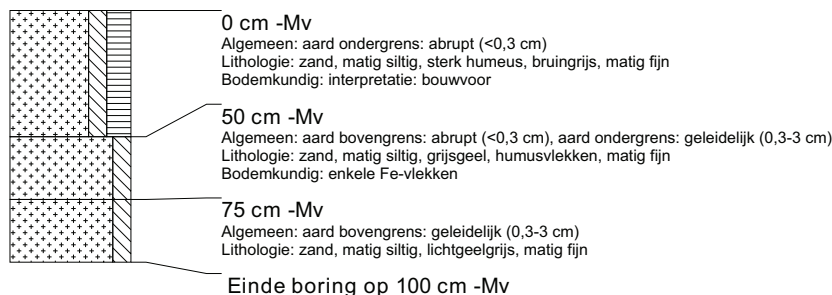 0 cm -Mv
Algemeen: aard ondergrens: abrupt (<0,3 cm)
Lithologie: zand, matig siltig, sterk humeus, bruingrijs, matig fijn
Bodemkundig: interpretatie: bouwvoor
50 cm -Mv
Algemeen: aard bovengrens: abrupt (<0,3 cm), aard ondergrens: geleidelijk (0,3-3 cm)
Lithologie: zand, matig siltig, grijsgeel, humusvlekken, matig fijn
Bodemkundig: enkele Fe-vlekken
75 cm -Mv
Algemeen: aard bovengrens: geleidelijk (0,3-3 cm)
Lithologie: zand, matig siltig, lichtgeelgrijs, matig fijn
Einde boring op 100 cm -Mv